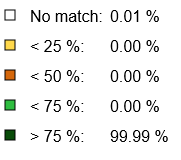 No match: 0.01 %
< 25 %: 0.00 %
< 50 %: 0.00 %
< 75 %: 0.00 %
> 75 %: 99.99 %